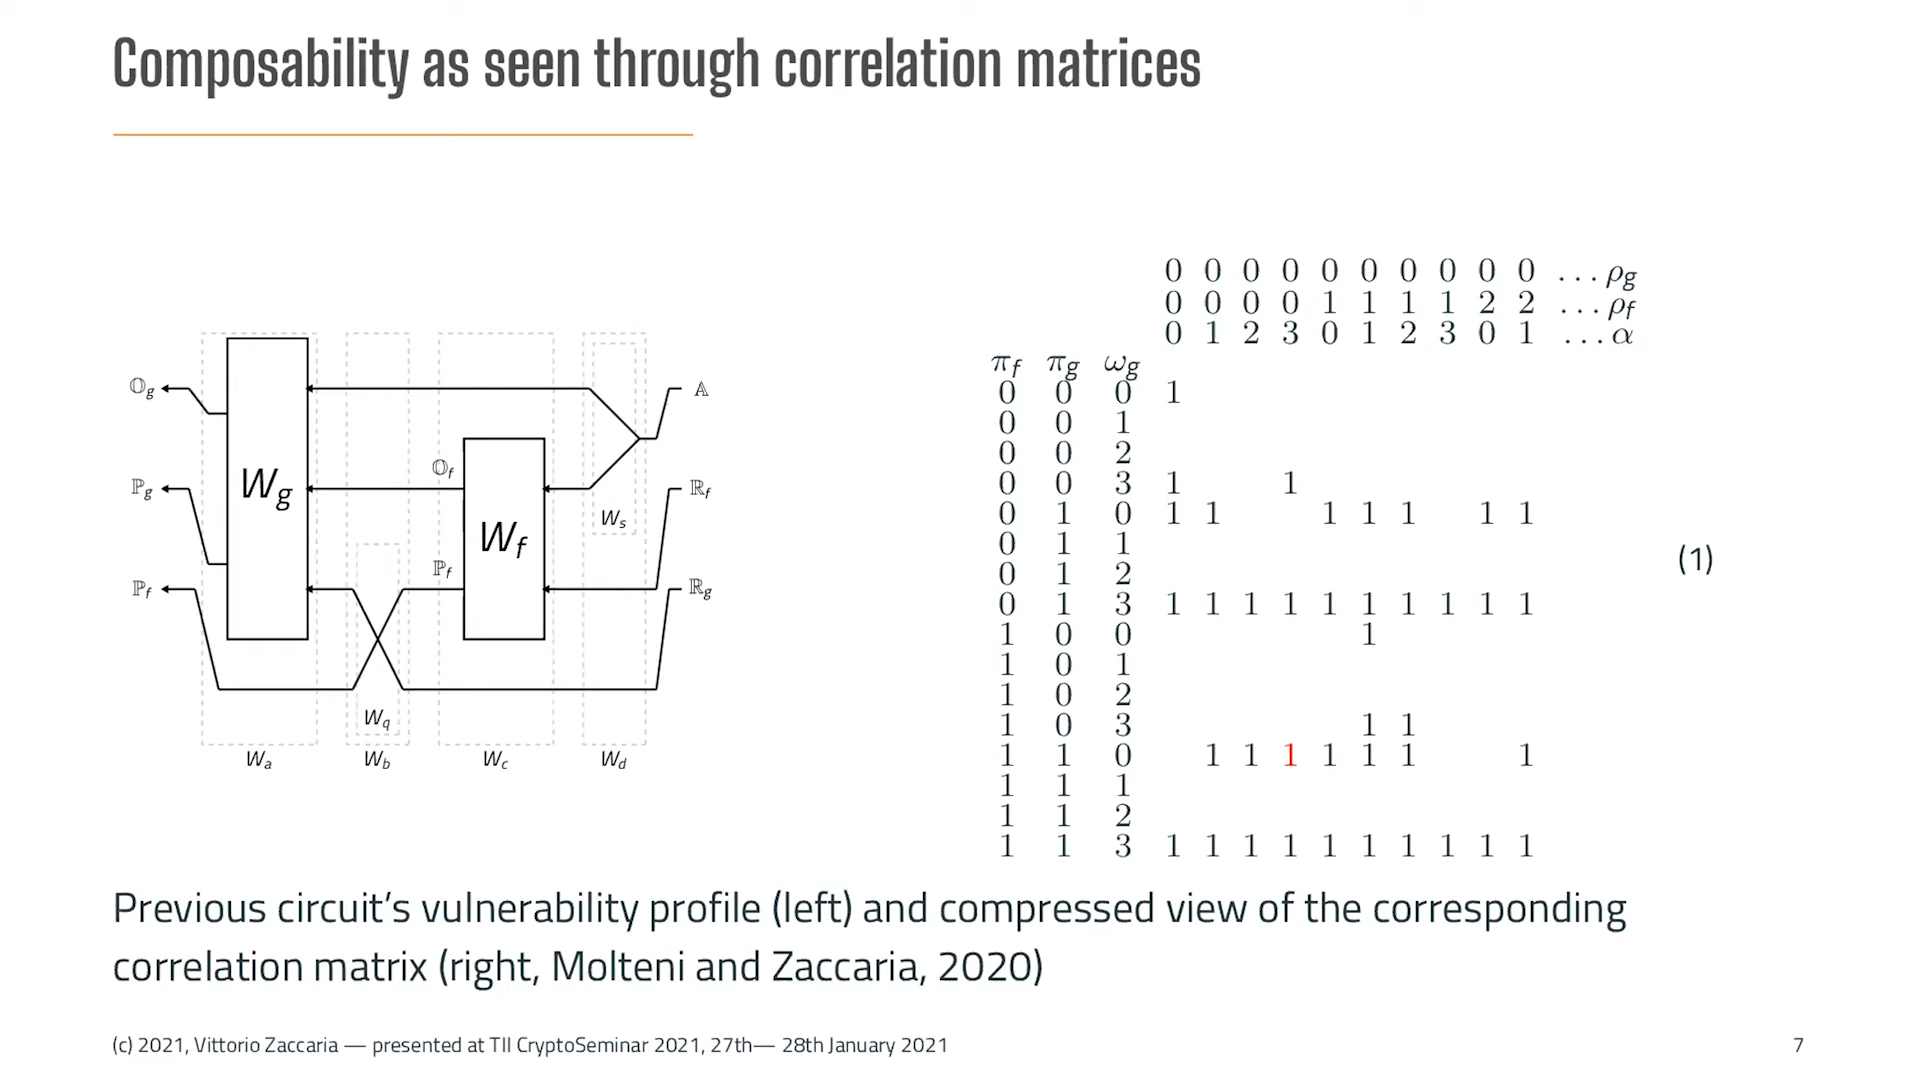 Composability as seen through correlation matrices
0 0 0 0 0 0 0 0 0 0 ... ρg
0 0 0 0 1 1 1 1 2 2 ... ρf
0 1 2 3 0 1 2 3 0 1 ... α
πf πg ωg
0 0 0 1
0 0 1
0 0 2
0 0 3 1 1
0 1 0 1 1 1 1 1 1 1
0 1 1
0 1 2
0 1 3 1 1 1 1 1 1 1 1 1 1
1 0 0 1
1 0 1
1 0 2
1 0 3 1 1
1 1 0 1 1 1 1 1 1 1
1 1 1
1 1 2
1 1 3 1 1 1 1 1 1 1 1 1 1
(1)
𝕆g
𝔸
Wg
𝕆f
ℙg
ℝf
Wf
Ws
ℙf
ℙf
ℝg
Wq
Wa Wb Wc Wd
Previous circuit’s vulnerability profile (left) and compressed view of the corresponding
correlation matrix (right, Molteni and Zaccaria, 2020)
(c) 2021, Vittorio Zaccaria — presented at TII CryptoSeminar 2021, 27th— 28th January 2021
7